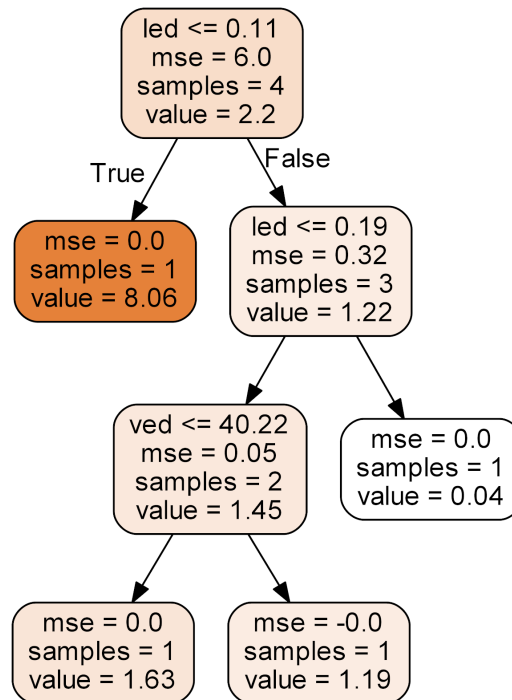 led <= 0.11
mse = 6.0
samples = 4
value = 2.2
True
False
mse = 0.0
samples = 1
value = 8.06
led <= 0.19
mse = 0.32
samples = 3
value = 1.22
ved <= 40.22
mse = 0.05
samples = 2
value = 1.45
mse = 0.0
samples = 1
value = 0.04
mse = 0.0
samples = 1
value = 1.63
mse = -0.0
samples = 1
value = 1.19